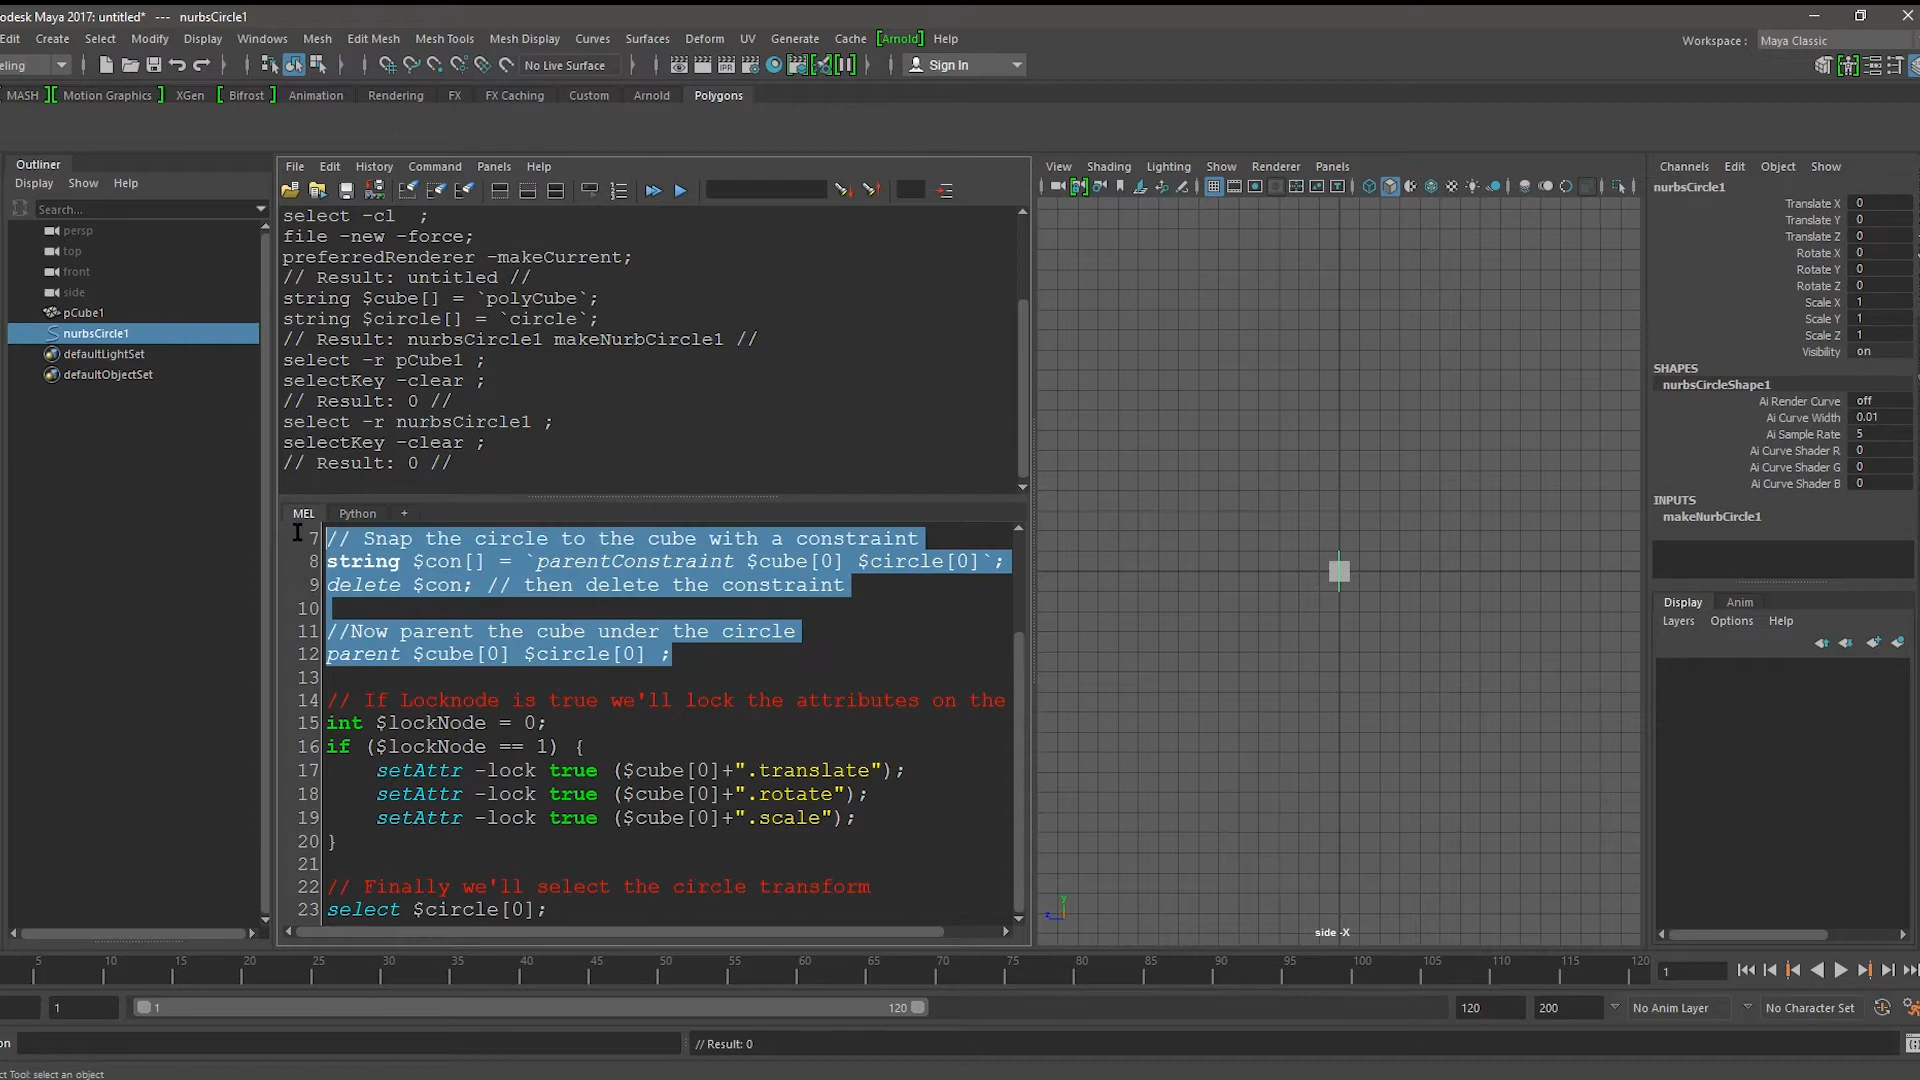 odesk Maya 2017: untitled* --- nurbsCircle1
Edit Create Select Modify Display Windows Mesh Edit Mesh Mesh Tools Mesh Display Curves Surfaces Deform UV Generate Cache [Arnold] Help
Workspace : Maya Classic
eling No Live Surface Sign In
MASH Motion Graphics XGen Bifrost Animation Rendering FX FX Caching Custom Arnold Polygons
Outliner
Display Show Help
Search...
persp
top
front
side
pCube1
nurbsCircle1
defaultLightSet
defaultObjectSet
File Edit History Command Panels Help
select -cl ;
file -new -force;
preferredRenderer -makeCurrent;
// Result: untitled //
string $cube[] = `polyCube`;
string $circle[] = `circle`;
// Result: nurbsCircle1 makeNurbCircle1 //
select -r pCube1 ;
selectKey -clear ;
// Result: 0 //
select -r nurbsCircle1 ;
selectKey -clear ;
// Result: 0 //
MEL Python +
7 // Snap the circle to the cube with a constraint
8 string $con[] = `parentConstraint $cube[0] $circle[0]`;
9 delete $con; // then delete the constraint
10
11 //Now parent the cube under the circle
12 parent $cube[0] $circle[0] ;
13
14 // If Locknode is true we'll lock the attributes on the
15 int $lockNode = 0;
16 if ($lockNode == 1) {
17 setAttr -lock true ($cube[0]+".translate");
18 setAttr -lock true ($cube[0]+".rotate");
19 setAttr -lock true ($cube[0]+".scale");
20 }
21
22 // Finally we'll select the circle transform
23 select $circle[0];
View Shading Lighting Show Renderer Panels
y
z
side -X
Channels Edit Object Show
nurbsCircle1
Translate X 0
Translate Y 0
Translate Z 0
Rotate X 0
Rotate Y 0
Rotate Z 0
Scale X 1
Scale Y 1
Scale Z 1
Visibility on
SHAPES
nurbsCircleShape1
Ai Render Curve off
Ai Curve Width 0.01
Ai Sample Rate 5
Ai Curve Shader R 0
Ai Curve Shader G 0
Ai Curve Shader B 0
INPUTS
makeNurbCircle1
Display Anim
Layers Options Help
5 10 15 20 25 30 35 40 45 50 55 60 65 70 75 80 85 90 95 100 105 110 115 120
1
1 1 120 120 200 No Anim Layer No Character Set
on // Result: 0
ct Tool: select an object